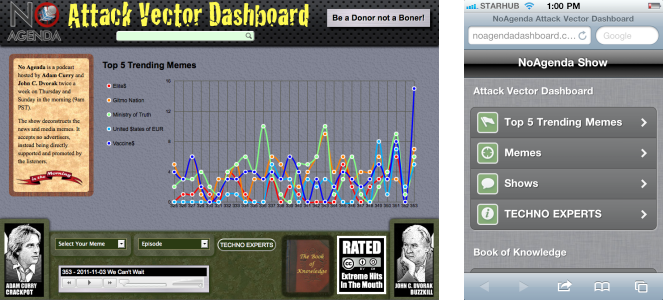 NO AGENDA
Attack Vector Dashboard
Be a Donor not a Boner!
No Agenda is a podcast
hosted by Adam Curry and
John C. Dvorak twice a
week on Thursday and
Sunday in the morning (9am
PST).
The show deconstructs the
news and media memes. It
accepts no advertisers,
instead being directly
supported and promoted by
the listeners.
In the Morning
Top 5 Trending Memes
Elite$
Gitmo Nation
Ministry of Truth
United States of EUR
Vaccine$
Select Your Meme
Episode
TECHNO EXPERTS
353 - 2011-11-03 We Can't Wait
ADAM CURRY
CRACKPOT
The Book
of
Knowledge
RATED
CC
Extreme Hits
In The Mouth
JOHN C. DVORAK
BUZZKILL
STARHUB
1:00 PM
NoAgenda Attack Vector Dashboard
noagendadashboard.c...
Google
NoAgenda Show
Attack Vector Dashboard
Top 5 Trending Memes
Memes
Shows
TECHNO EXPERTS
Book of Knowledge